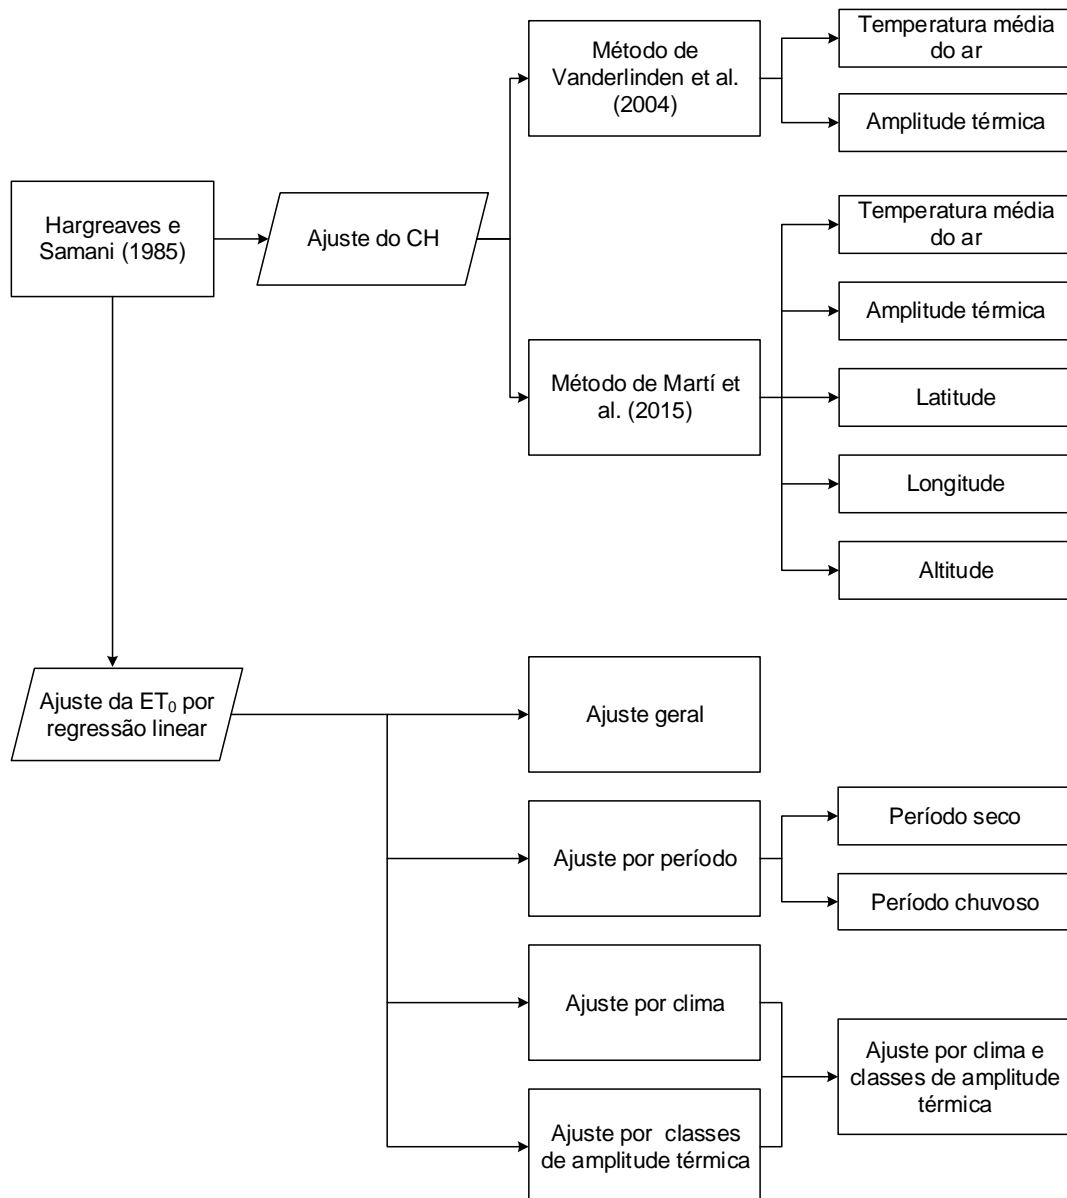 Hargreaves e
Samani (1985)
Ajuste do CH
Método de
Vanderlinden et al.
(2004)
Temperatura média
do ar
Amplitude térmica
Método de Martí et
al. (2015)
Temperatura média
do ar
Amplitude térmica
Latitude
Longitude
Altitude
Ajuste da ET₀ por
regressão linear
Ajuste geral
Ajuste por período
Período seco
Período chuvoso
Ajuste por clima
Ajuste por classes
de amplitude térmica
Ajuste por clima e
classes de amplitude
térmica